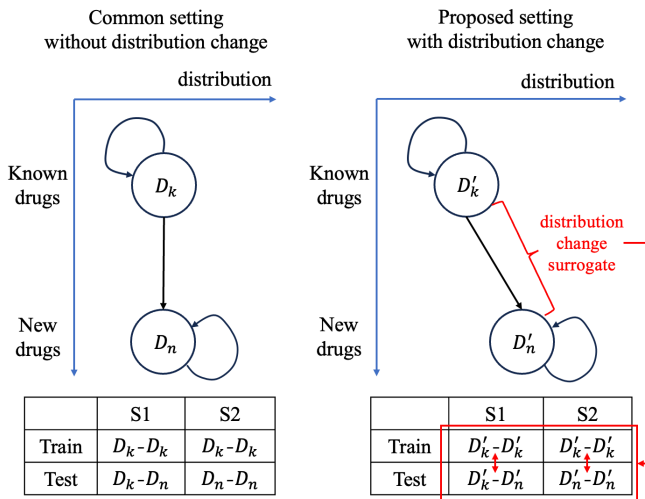 Common setting
without distribution change
distribution
Known
drugs
New
drugs
D_k
D_n
S1 S2
Train D_k-D_k D_k-D_k
Test D_k-D_n D_n-D_n
Proposed setting
with distribution change
distribution
Known
drugs
New
drugs
D'_k
D'_n
distribution
change
surrogate
S1 S2
Train D'_k-D'_k D'_k-D'_k
Test D'_k-D'_n D'_n-D'_n